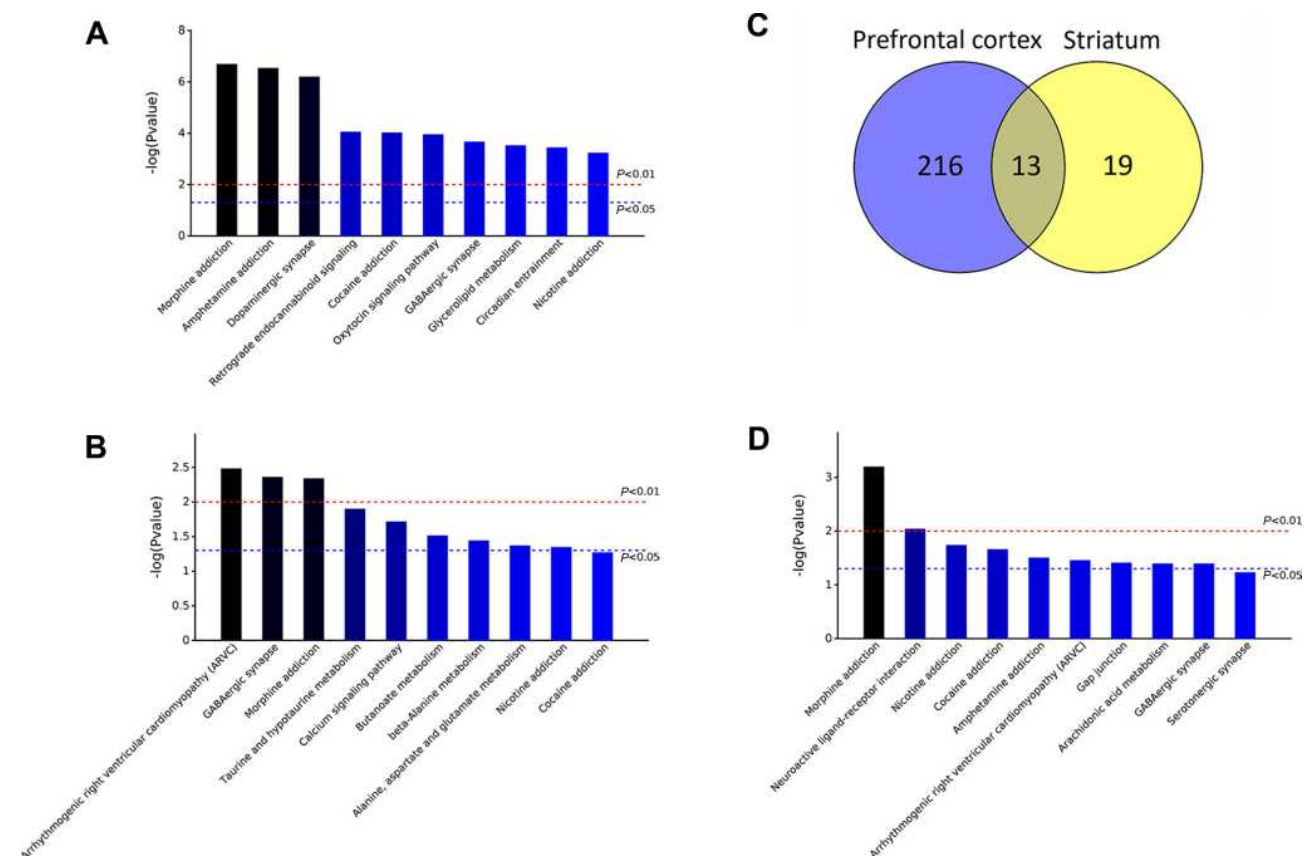 A
8
6
4
2
0
-log(Pvalue)
P<0.01
P<0.05
Morphine addiction
Amphetamine addiction
Dopaminergic synapse
Retrograde endocannabinoid signaling
Cocaine addiction
Oxytocin signaling pathway
GABAergic synapse
Glycerolipid metabolism
Circadian entrainment
Nicotine addiction
C
Prefrontal cortex Striatum
216 13 19
B
2.5
2
1.5
1
0.5
0
-log(Pvalue)
P<0.01
P<0.05
Arrhythmogenic right ventricular cardiomyopathy (ARVC)
GABAergic synapse
Morphine addiction
Taurine and hypotaurine metabolism
Calcium signaling pathway
Butanoate metabolism
beta-Alanine metabolism
Alanine, aspartate and glutamate metabolism
Nicotine addiction
Cocaine addiction
D
3
2
1
0
-log(Pvalue)
P<0.01
P<0.05
Morphine addiction
Neuroactive ligand-receptor interaction
Nicotine addiction
Cocaine addiction
Amphetamine addiction
Arrhythmogenic right ventricular cardiomyopathy (ARVC)
Gap junction
Arachidonic acid metabolism
GABAergic synapse
Serotonergic synapse